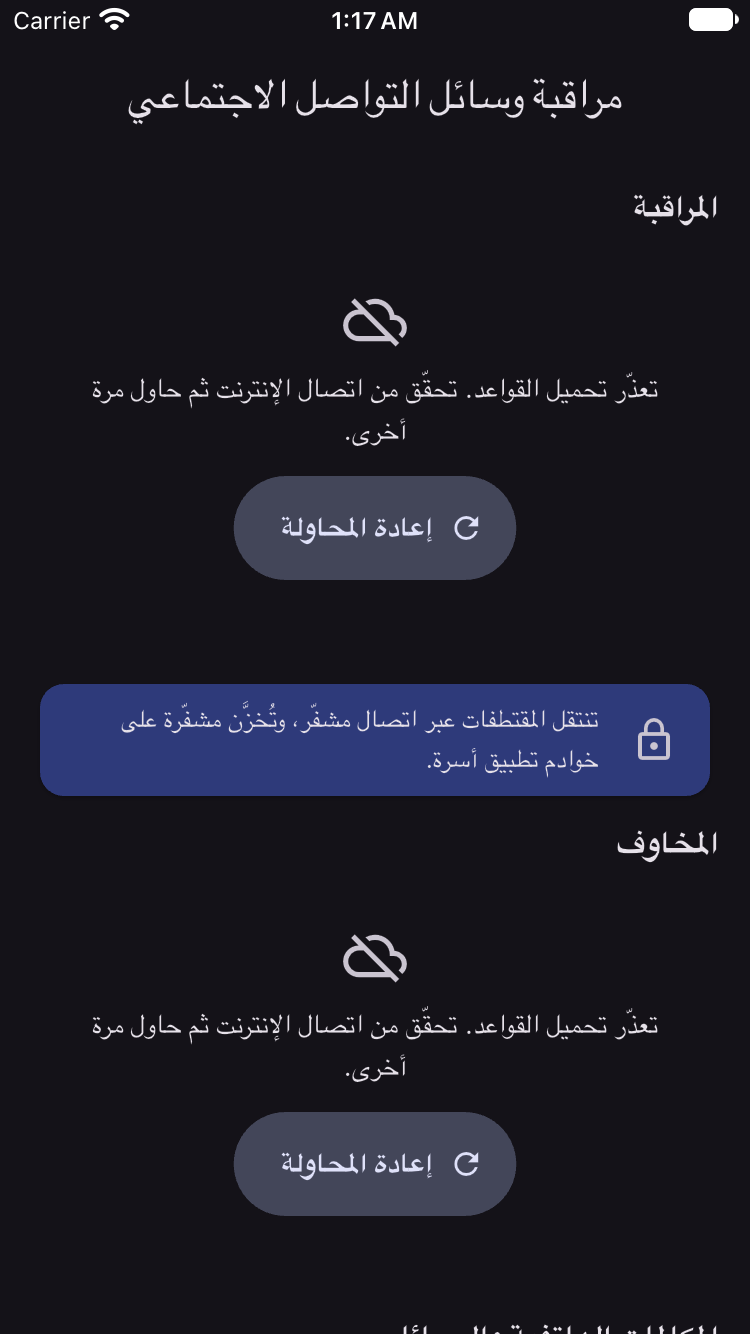 Carrier
1:17 AM
مراقبة وسائل التواصل الاجتماعي
المراقبة
تعذّر تحميل القواعد. تحقّق من اتصال الإنترنت ثم حاول مرة
أخرى.
إعادة المحاولة
تنتقل المقتطفات عبر اتصال مشفّر، وتُخزَّن مشفّرة على
خوادم تطبيق أسرة.
المخاوف
تعذّر تحميل القواعد. تحقّق من اتصال الإنترنت ثم حاول مرة
أخرى.
إعادة المحاولة